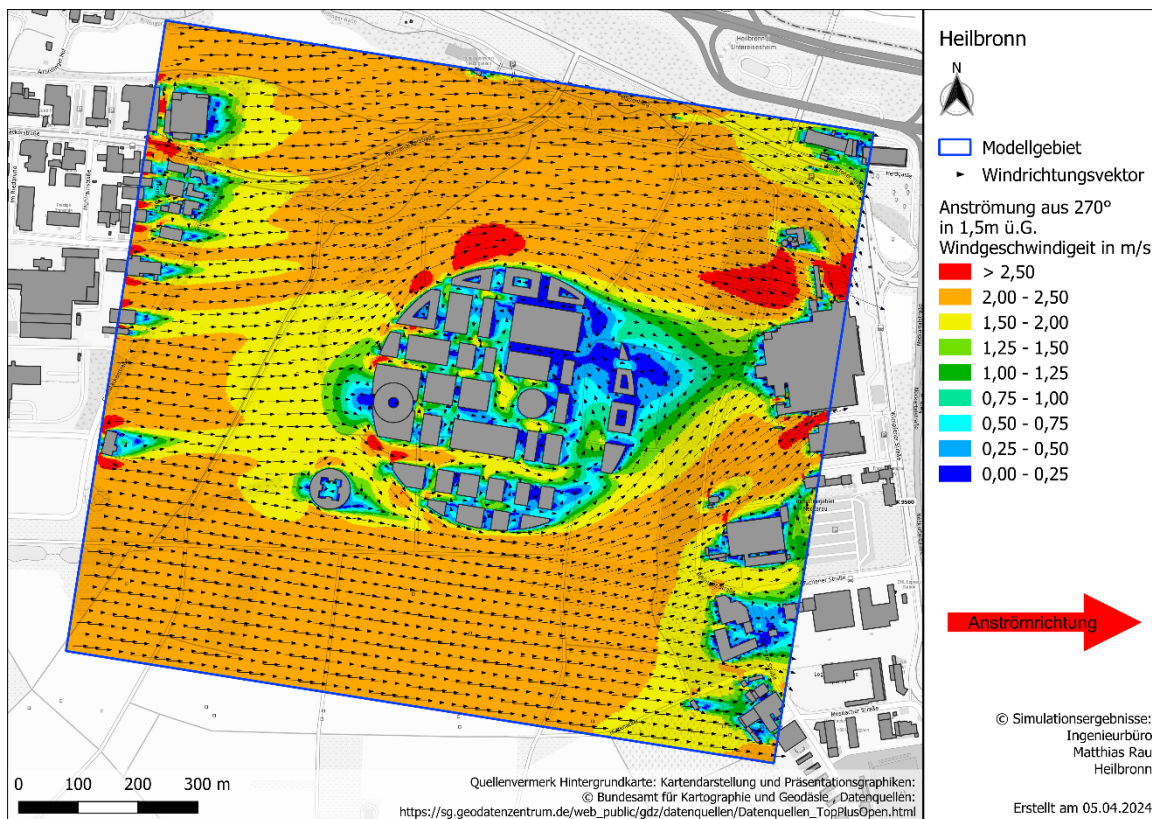 Heilbronn
N
Modellgebiet
Windrichtungsvektor
Anströmung aus 270°
in 1,5m ü.G.
Windgeschwindigeit in m/s
> 2,50
2,00 - 2,50
1,50 - 2,00
1,25 - 1,50
1,00 - 1,25
0,75 - 1,00
0,50 - 0,75
0,25 - 0,50
0,00 - 0,25
Anströmrichtung
© Simulationsergebnisse:
Ingenieurbüro
Matthias Rau
Heilbronn
Erstellt am 05.04.2024
Heilbronn
Untereisesheim
K 9560
0 100 200 300 m
Quellenvermerk Hintergrundkarte: Kartendarstellung und Präsentationsgraphiken:
© Bundesamt für Kartographie und Geodäsie , Datenquellen:
https://sg.geodatenzentrum.de/web_public/gdz/datenquellen/Datenquellen_TopPlusOpen.html